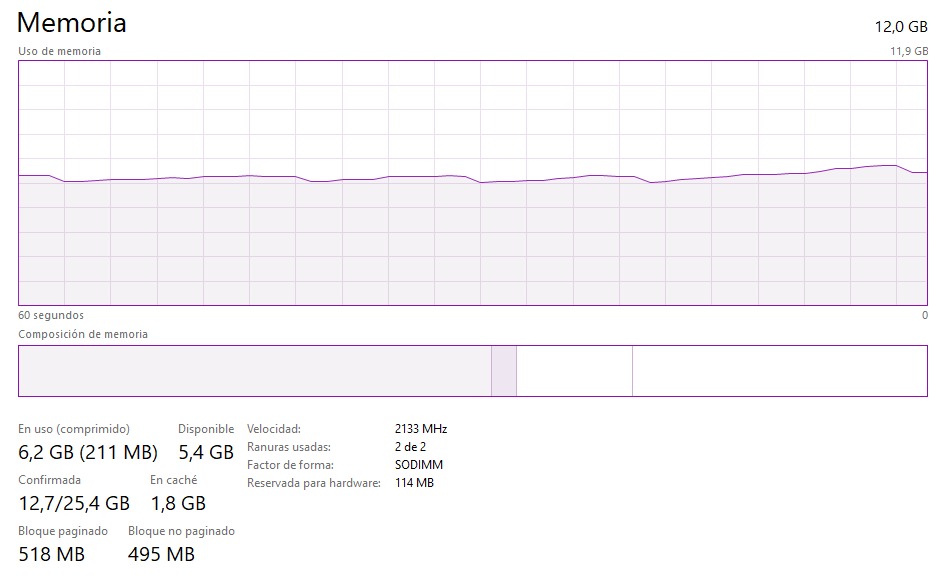 Memoria
12,0 GB
Uso de memoria
11,9 GB
60 segundos
0
Composición de memoria
En uso (comprimido)
6,2 GB (211 MB)
Disponible
5,4 GB
Confirmada
12,7/25,4 GB
En caché
1,8 GB
Bloque paginado
518 MB
Bloque no paginado
495 MB
Velocidad: 2133 MHz
Ranuras usadas: 2 de 2
Factor de forma: SODIMM
Reservada para hardware: 114 MB